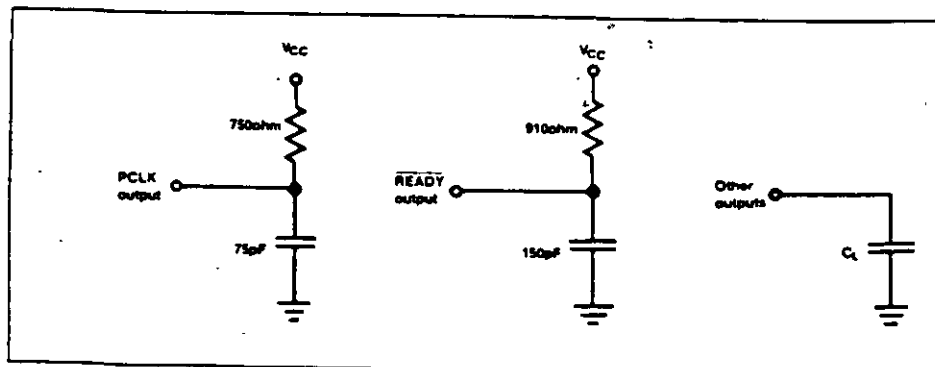 VCC
750ohm
PCLK
output
75pF
VCC
910ohm
READY
output
150pF
Other
outputs
CL